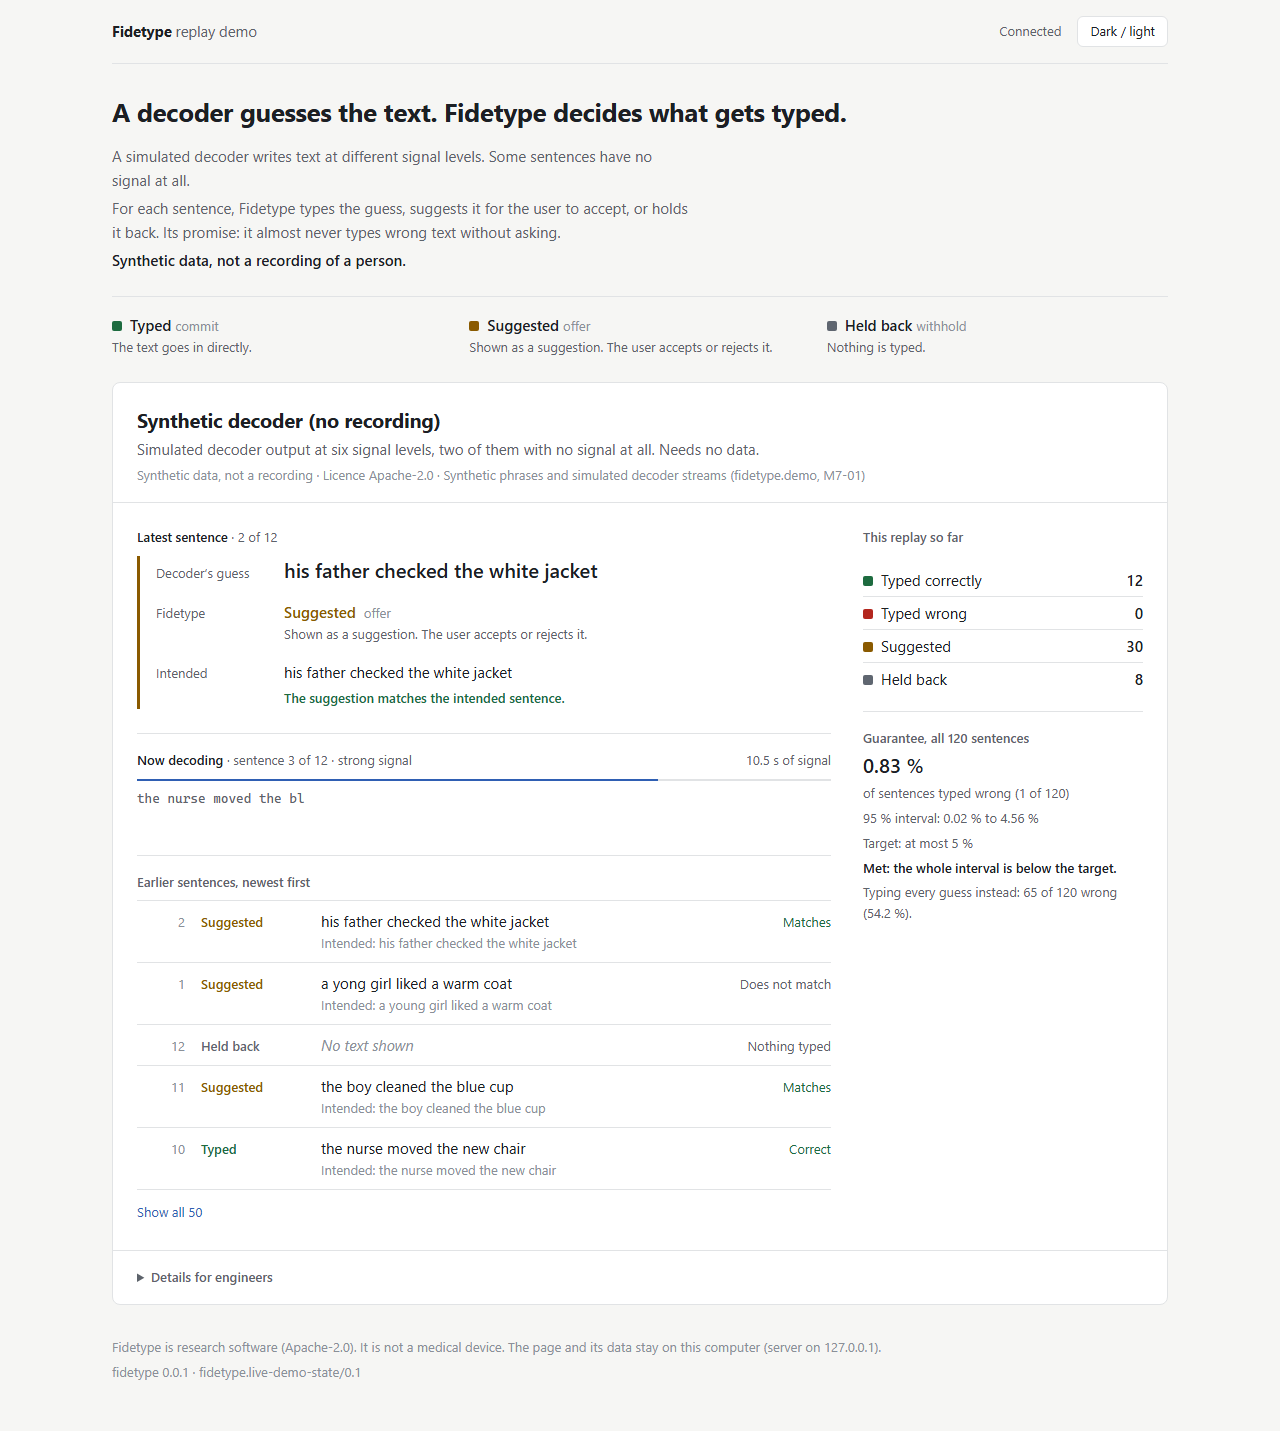 Fidetype replay demo
Connected
Dark / light
A decoder guesses the text. Fidetype decides what gets typed.
A simulated decoder writes text at different signal levels. Some sentences have no
signal at all.
For each sentence, Fidetype types the guess, suggests it for the user to accept, or holds
it back. Its promise: it almost never types wrong text without asking.
Synthetic data, not a recording of a person.
Typed commit
The text goes in directly.
Suggested offer
Shown as a suggestion. The user accepts or rejects it.
Held back withhold
Nothing is typed.
Synthetic decoder (no recording)
Simulated decoder output at six signal levels, two of them with no signal at all. Needs no data.
Synthetic data, not a recording · Licence Apache-2.0 · Synthetic phrases and simulated decoder streams (fidetype.demo, M7-01)
Latest sentence · 2 of 12
Decoder's guess
his father checked the white jacket
Fidetype
Suggested offer
Shown as a suggestion. The user accepts or rejects it.
Intended
his father checked the white jacket
The suggestion matches the intended sentence.
Now decoding · sentence 3 of 12 · strong signal
10.5 s of signal
the nurse moved the bl
Earlier sentences, newest first
2 Suggested his father checked the white jacket Matches
Intended: his father checked the white jacket
1 Suggested a yong girl liked a warm coat Does not match
Intended: a young girl liked a warm coat
12 Held back No text shown Nothing typed
11 Suggested the boy cleaned the blue cup Matches
Intended: the boy cleaned the blue cup
10 Typed the nurse moved the new chair Correct
Intended: the nurse moved the new chair
Show all 50
This replay so far
Typed correctly 12
Typed wrong 0
Suggested 30
Held back 8
Guarantee, all 120 sentences
0.83 %
of sentences typed wrong (1 of 120)
95 % interval: 0.02 % to 4.56 %
Target: at most 5 %
Met: the whole interval is below the target.
Typing every guess instead: 65 of 120 wrong
(54.2 %).
Details for engineers
Fidetype is research software (Apache-2.0). It is not a medical device. The page and its data stay on this computer (server on 127.0.0.1).
fidetype 0.0.1 · fidetype.live-demo-state/0.1